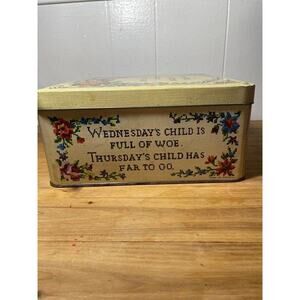 WEDNESDAY'S CHILD IS
FULL OF WOE.
THURSDAY'S CHILD HAS
FAR TO GO.